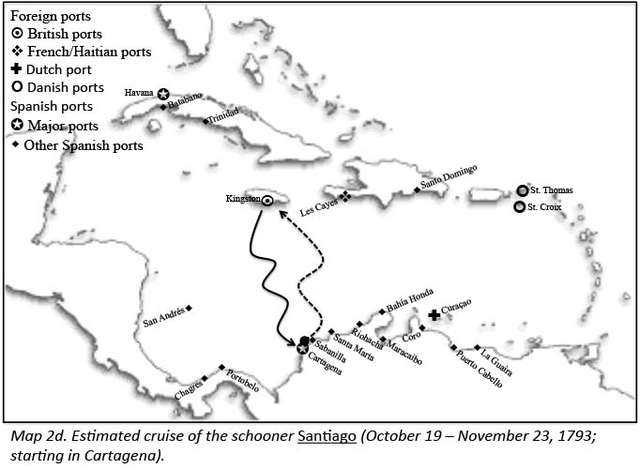 Foreign ports
British ports
French/Haitian ports
Dutch port
Danish ports
Spanish ports
Major ports
Other Spanish ports
Havana
Batabano
Trinidad
Kingston
Les Cayes
Santo Domingo
St. Thomas
St. Croix
San Andrés
Bahía Honda
Curaçao
Riohacha
Coro
Santa Marta
Maracaibo
Sabanilla
Cartagena
La Guaira
Puerto Cabello
Portobelo
Chagres
Map 2d. Estimated cruise of the schooner Santiago (October 19 – November 23, 1793;
starting in Cartagena).